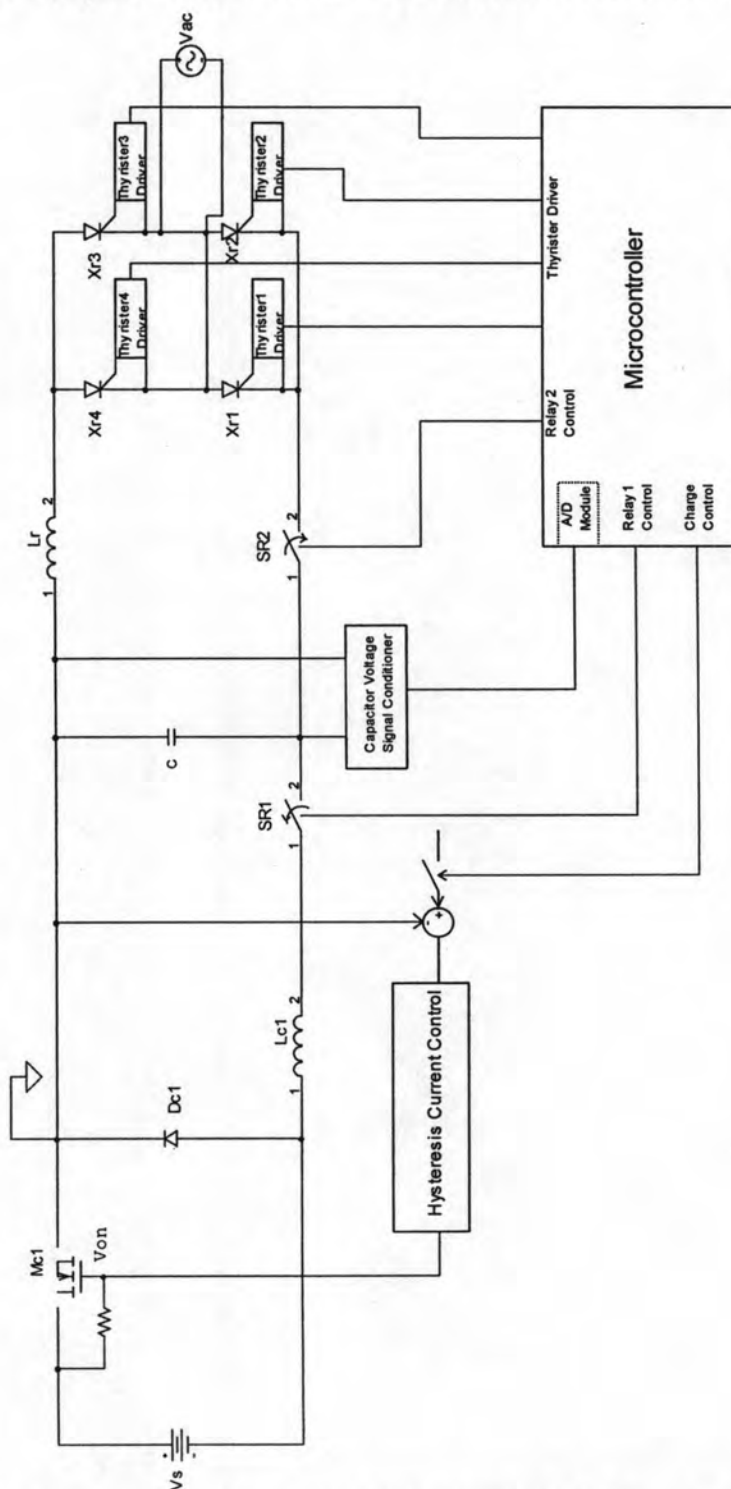 Vac
Thyrister3
Driver
Thyrister2
Driver
Xr3
Xr2
Thyrister4
Driver
Thyrister1
Driver
Xr4
Xr1
Lr
1
2
SR2
1
2
C
Capacitor Voltage
Signal Conditioner
SR1
1
2
Lc1
1
2
Dc1
Mc1
Von
Vs
Hysteresis Current Control
-
+
Thyrister Driver
Relay 2
Control
Microcontroller
A/D
Module
Relay 1
Control
Charge
Control